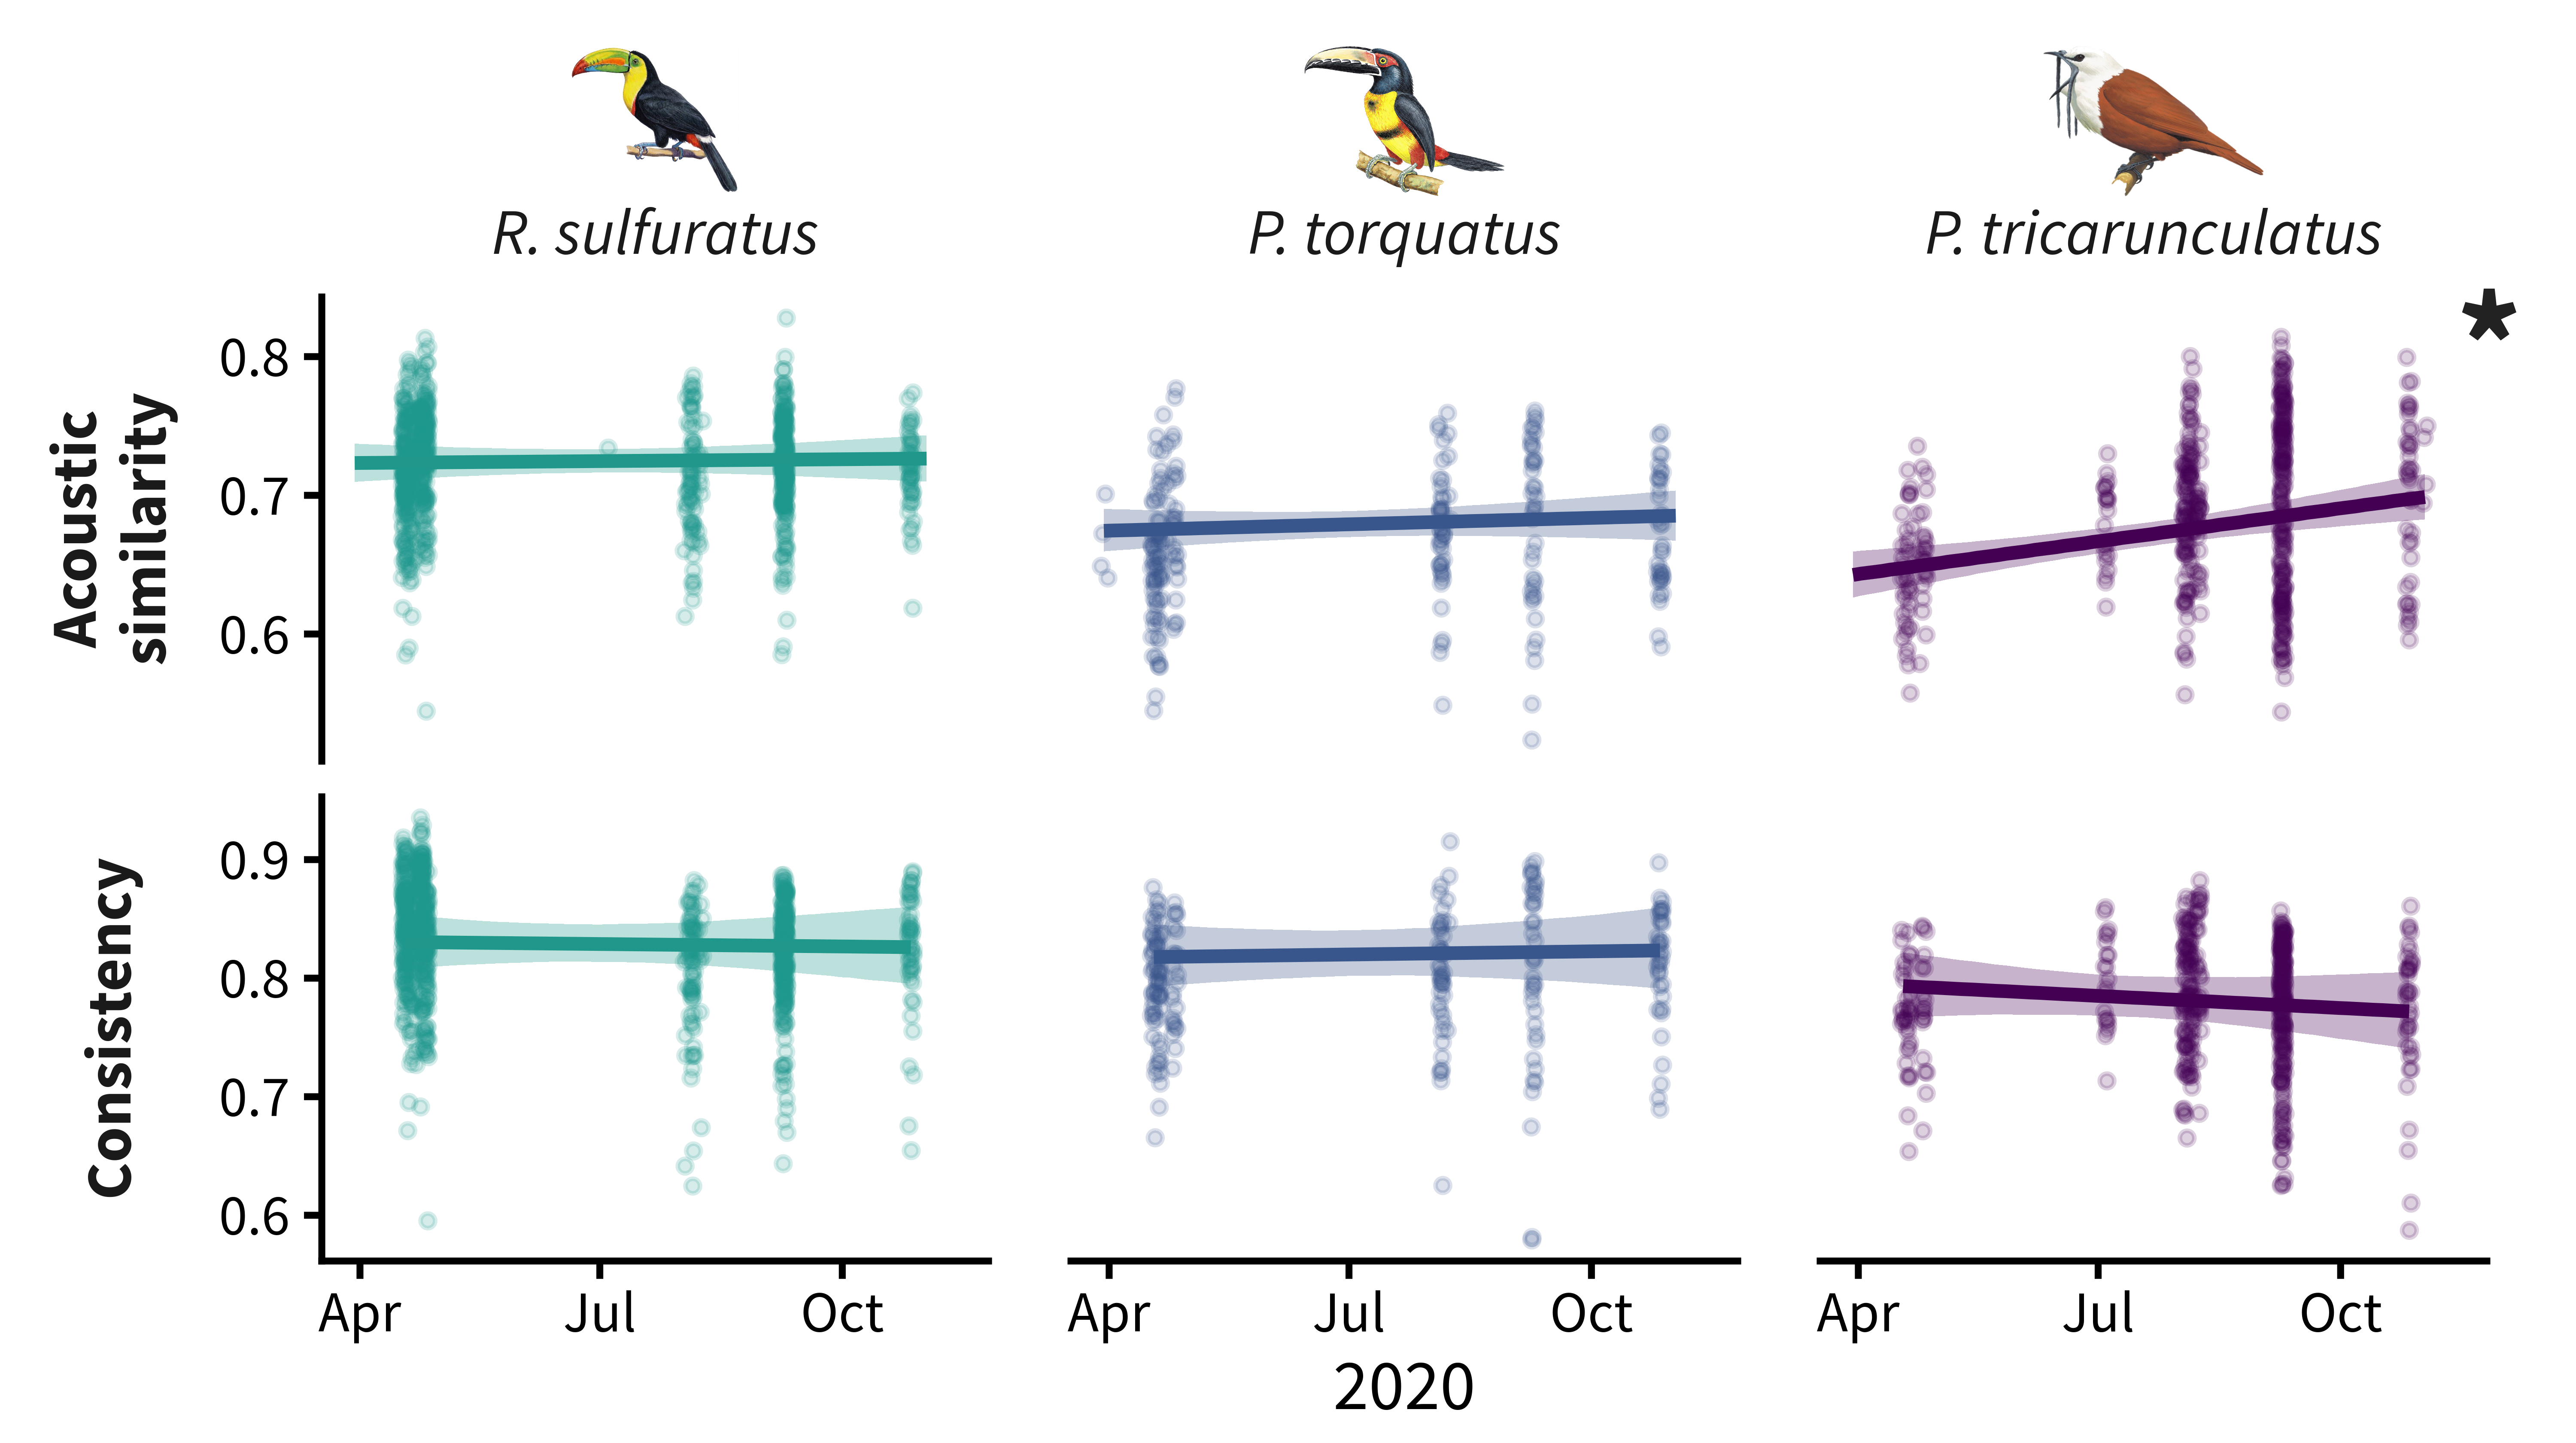 R. sulfuratus
P. torquatus
P. tricarunculatus
*
Acoustic
similarity
0.8
0.7
0.6
Consistency
0.9
0.8
0.7
0.6
Apr Jul Oct
Apr Jul Oct
Apr Jul Oct
2020